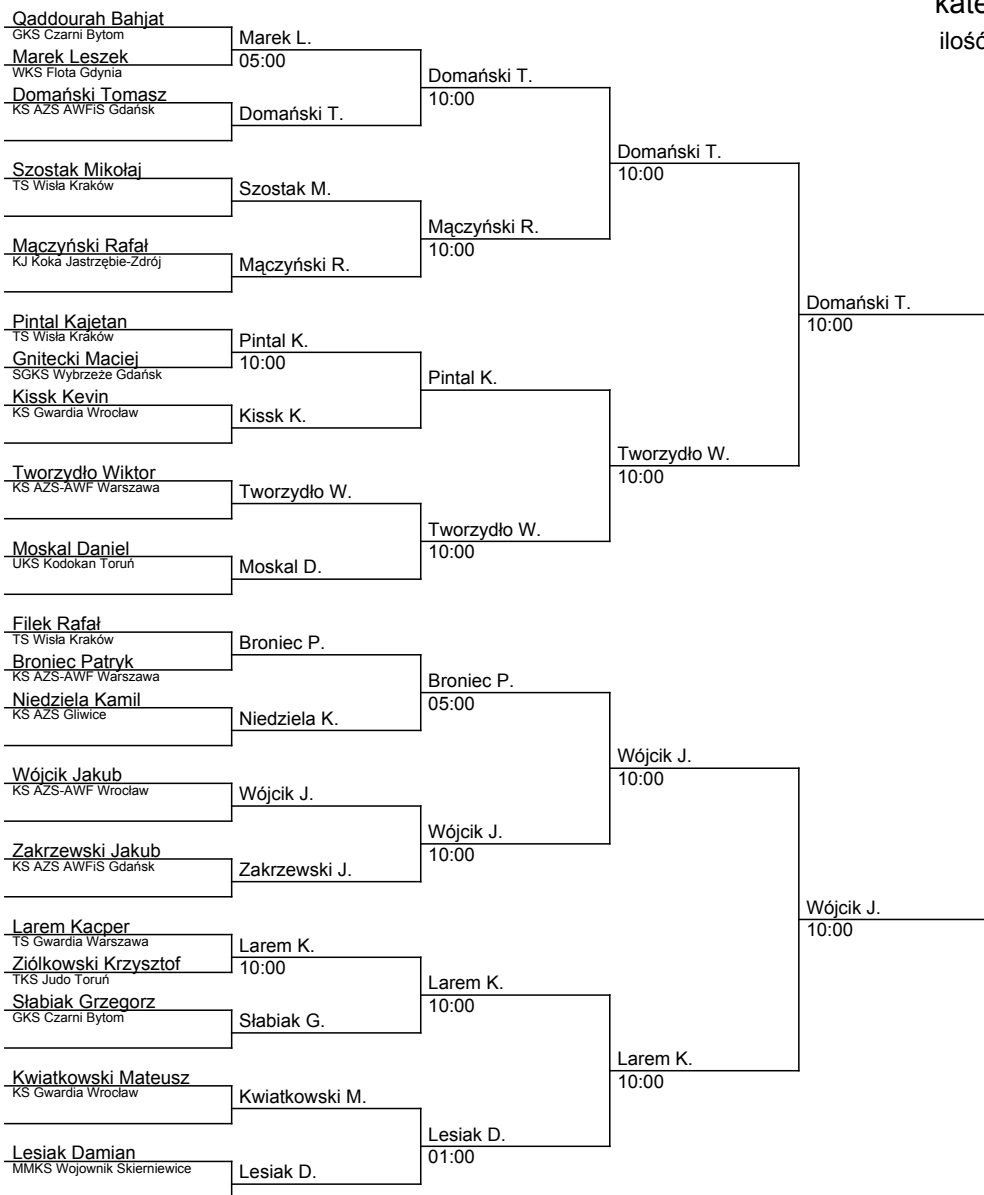 kate
ilość
Qaddourah Bahjat
GKS Czarni Bytom
Marek Leszek
WKS Flota Gdynia
Domański Tomasz
KS AZS AWFiS Gdańsk
Szostak Mikołaj
TS Wisła Kraków
Mączyński Rafał
KJ Koka Jastrzębie-Zdrój
Pintal Kajetan
TS Wisła Kraków
Gnitecki Maciej
SGKS Wybrzeże Gdańsk
Kissk Kevin
KS Gwardia Wrocław
Tworzydło Wiktor
KS AZS-AWF Warszawa
Moskal Daniel
UKS Kodokan Toruń
Filek Rafał
TS Wisła Kraków
Broniec Patryk
KS AZS-AWF Warszawa
Niedziela Kamil
KS AZS Gliwice
Wójcik Jakub
KS AZS-AWF Wrocław
Zakrzewski Jakub
KS AZS AWFiS Gdańsk
Larem Kacper
TS Gwardia Warszawa
Ziólkowski Krzysztof
TKS Judo Toruń
Słabiak Grzegorz
GKS Czarni Bytom
Kwiatkowski Mateusz
KS Gwardia Wrocław
Lesiak Damian
MMKS Wojownik Skierniewice
Marek L.
05:00
Domański T.
Szostak M.
Mączyński R.
Pintal K.
10:00
Kissk K.
Tworzydło W.
Moskal D.
Broniec P.
Niedziela K.
Wójcik J.
Zakrzewski J.
Larem K.
10:00
Słabiak G.
Kwiatkowski M.
Lesiak D.
Domański T.
10:00
Mączyński R.
10:00
Pintal K.
Tworzydło W.
10:00
Broniec P.
05:00
Wójcik J.
10:00
Larem K.
10:00
Lesiak D.
01:00
Domański T.
10:00
Tworzydło W.
10:00
Wójcik J.
10:00
Larem K.
10:00
Domański T.
10:00
Wójcik J.
10:00